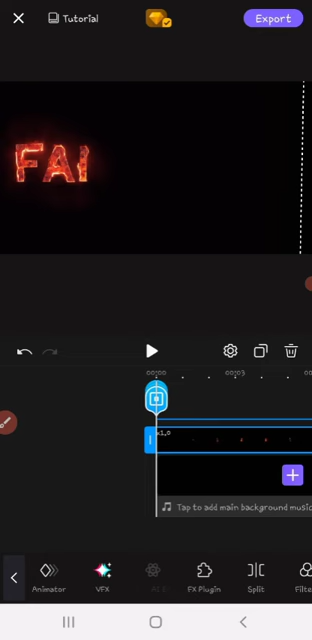 Tutorial
Export
FAI
00:00
00:03
x1.0
Tap to add main background music
Animator
VFX
FX Plugin
Split
Filte